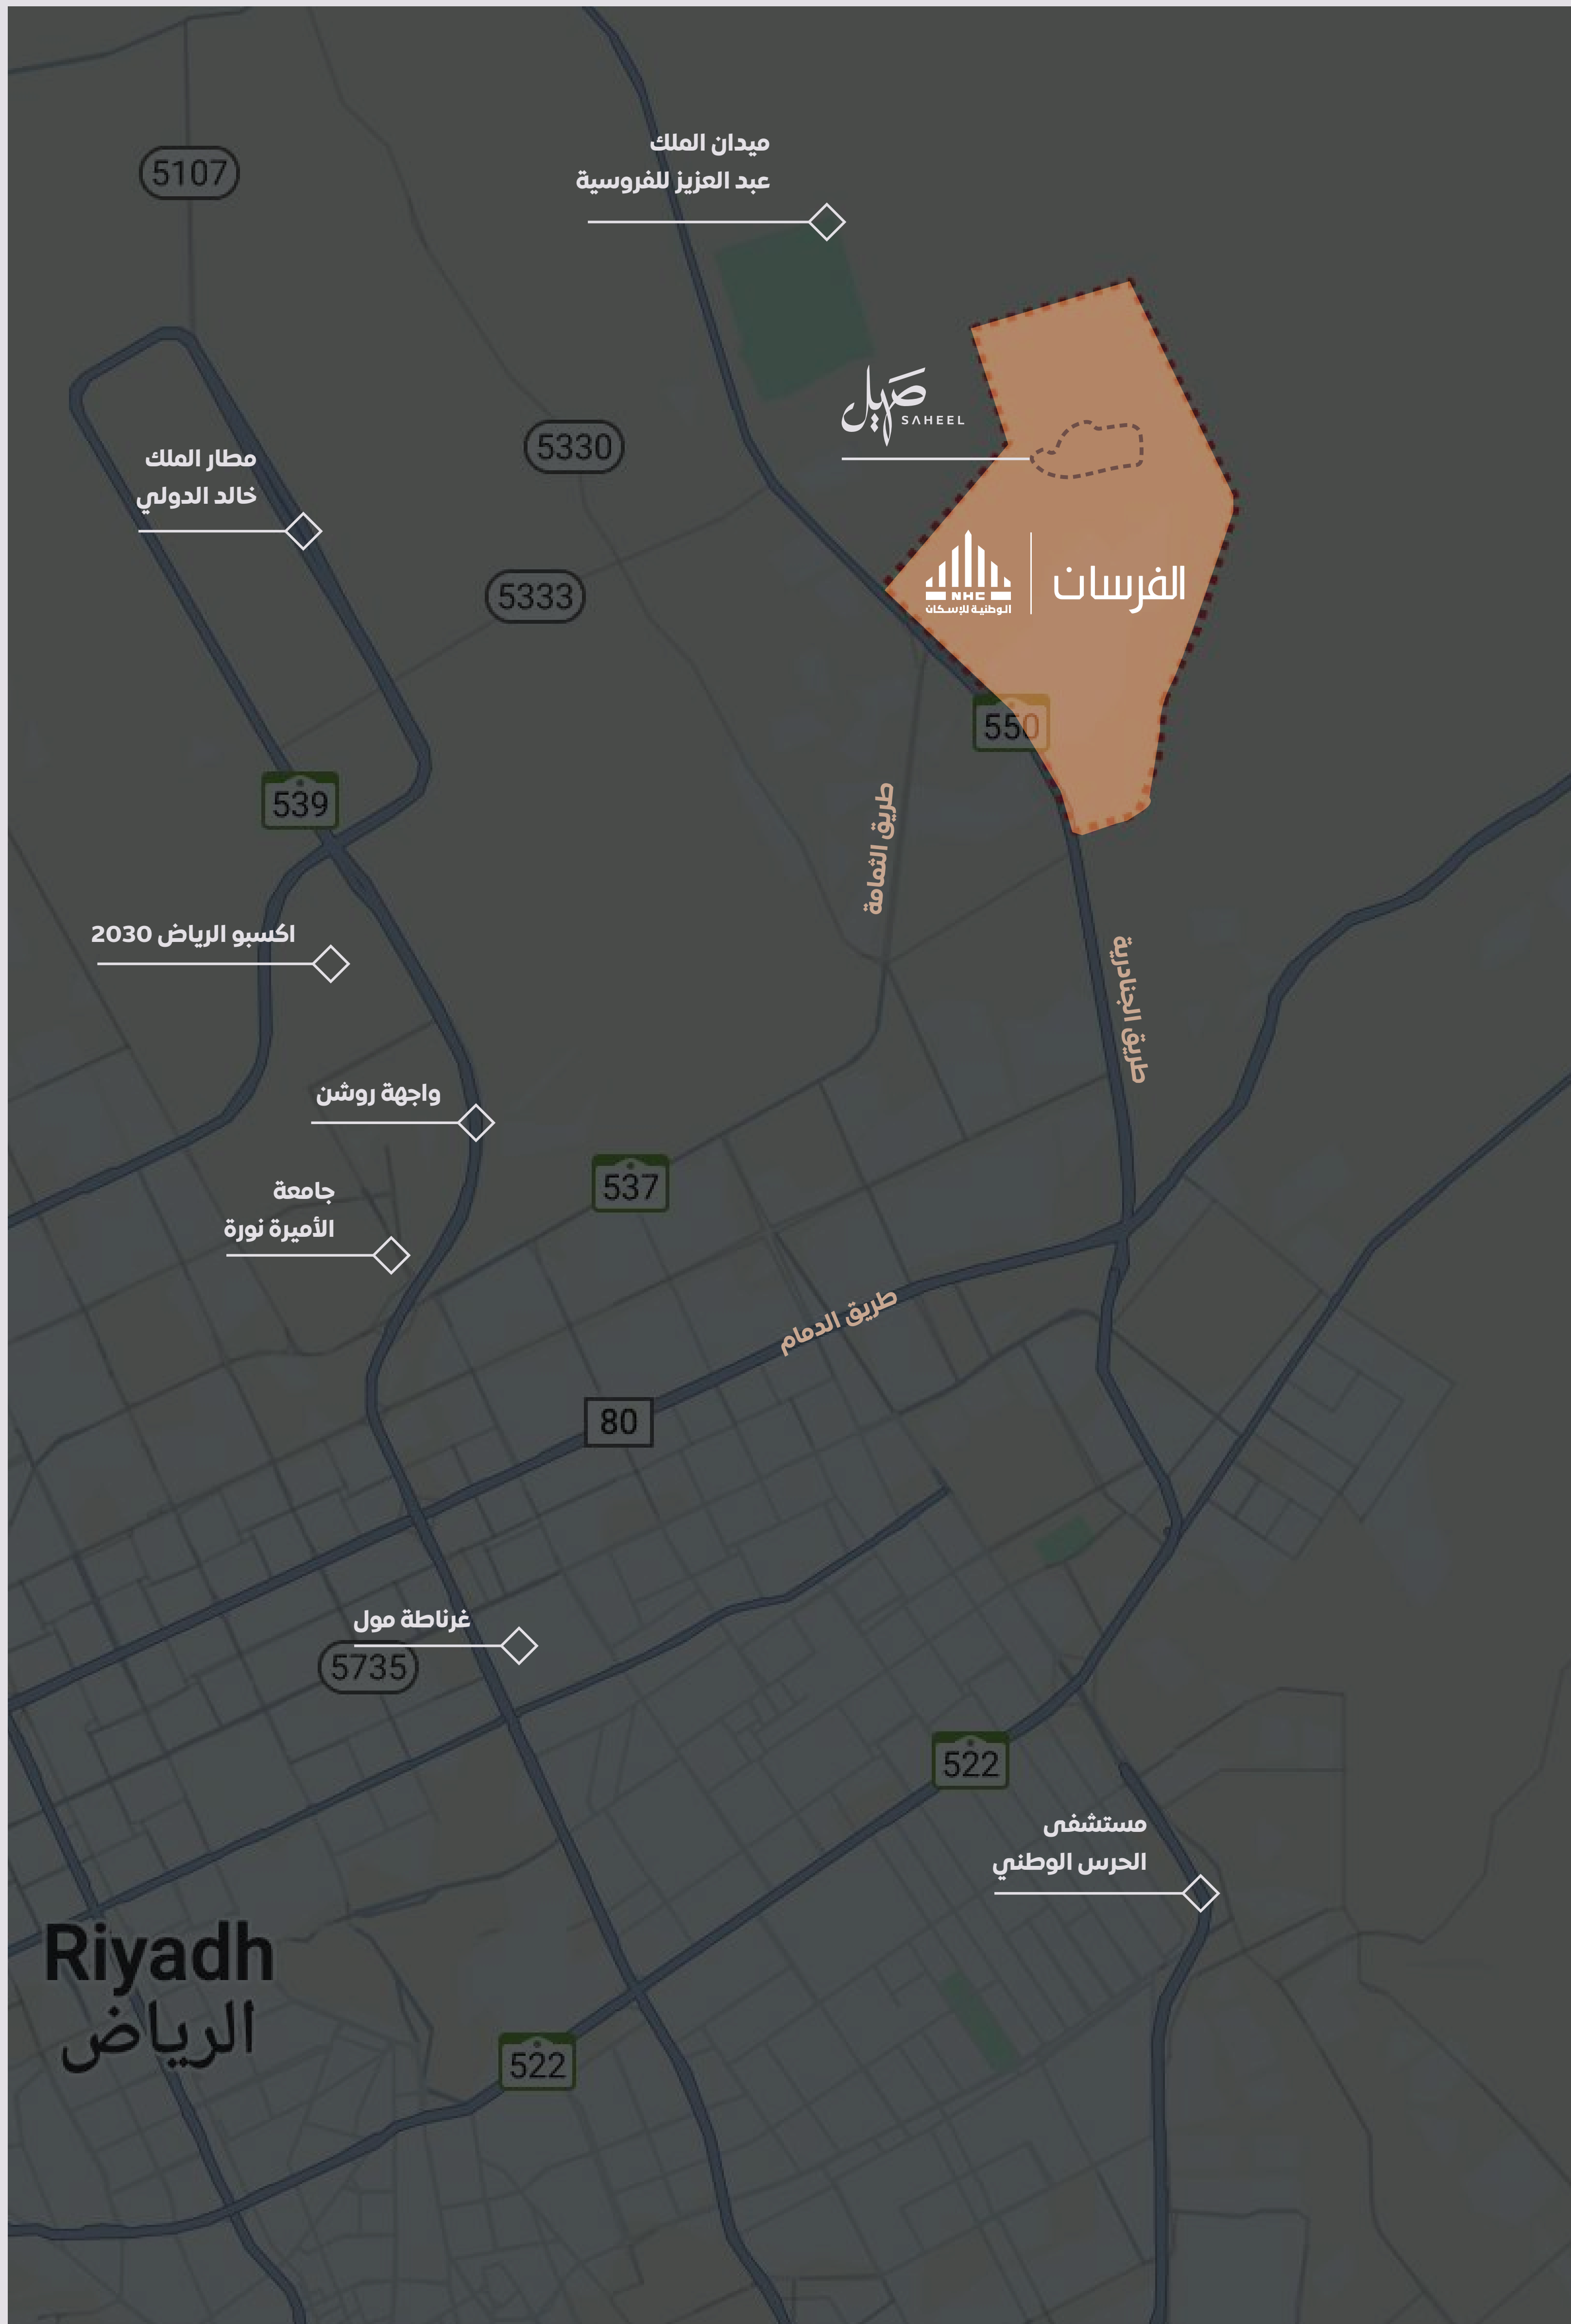 ميدان الملك
عبد العزيز للفروسية
5107
صهيل
SAHEEL
5330
مطار الملك
خالد الدولي
الفرسان
NHC
الوطنية للإسكان
5333
550
539
طريق الثمامة
اكسبو الرياض 2030
طريق الجنادرية
واجهة روشن
537
جامعة
الأميرة نورة
طريق الدمام
80
غرناطة مول
5735
522
مستشفى
الحرس الوطني
Riyadh
الرياض
522